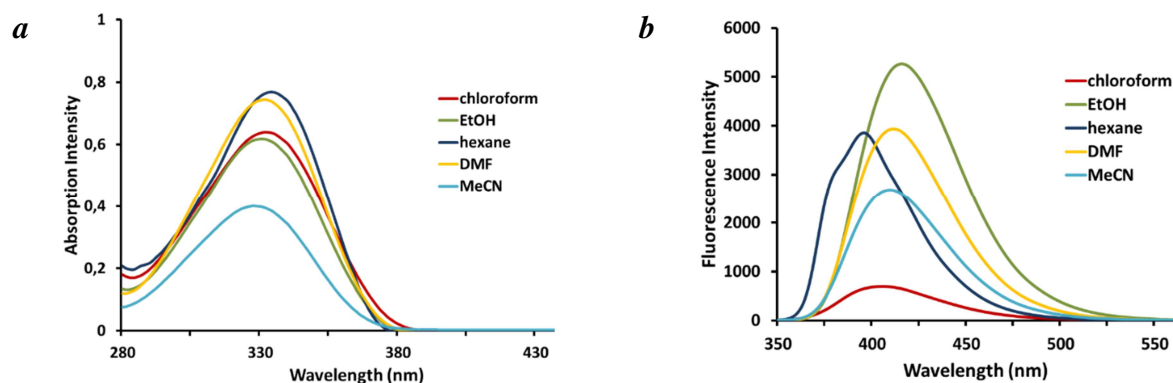 a
Absorption Intensity
1
0,8
0,6
0,4
0,2
0
280
330
380
430
Wavelength (nm)
chloroform
EtOH
hexane
DMF
MeCN
b
Fluorescence Intensity
6000
5000
4000
3000
2000
1000
0
350
400
450
500
550
Wavelength (nm)
chloroform
EtOH
hexane
DMF
MeCN